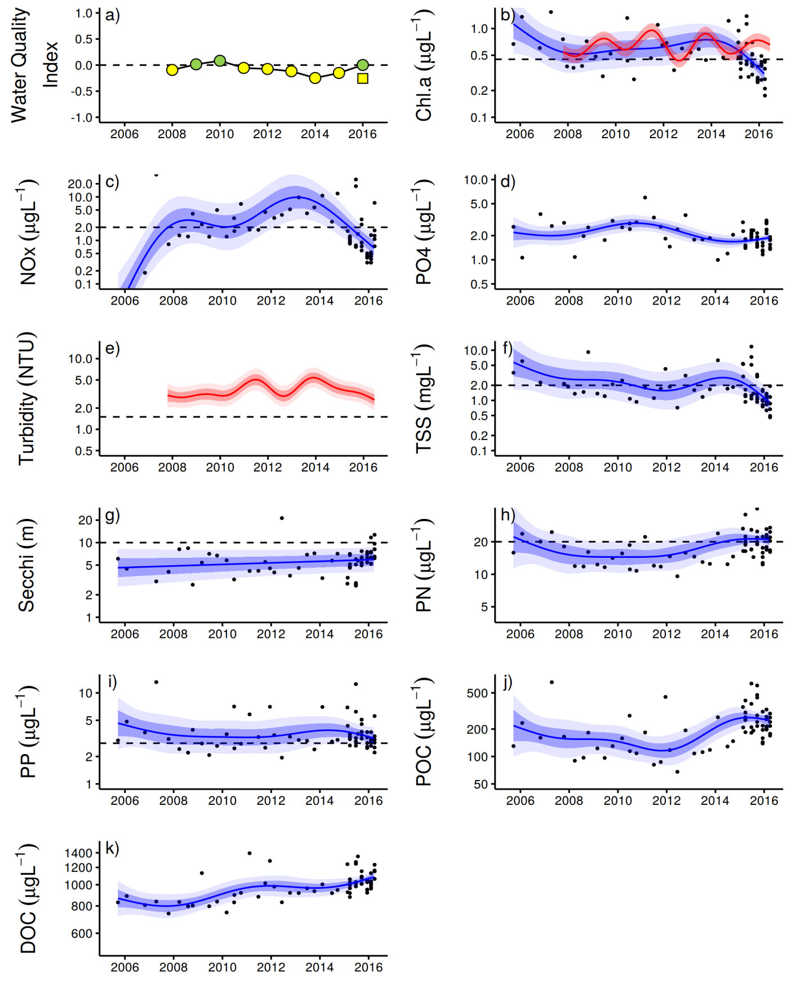 Water Quality
Index
a)
1.0
0.5
0.0
-0.5
-1.0
2006 2008 2010 2012 2014 2016
Chl.a (μgL⁻¹)
b)
1.0
0.5
0.2
0.1
2006 2008 2010 2012 2014 2016
NOx (μgL⁻¹)
c)
20.0
10.0
5.0
2.0
1.0
0.5
0.2
0.1
2006 2008 2010 2012 2014 2016
PO4 (μgL⁻¹)
d)
10.0
5.0
2.0
1.0
0.5
2006 2008 2010 2012 2014 2016
Turbidity (NTU)
e)
10.0
5.0
2.0
1.0
0.5
2006 2008 2010 2012 2014 2016
TSS (mgL⁻¹)
f)
10.0
5.0
2.0
1.0
0.5
0.2
0.1
2006 2008 2010 2012 2014 2016
Secchi (m)
g)
20
10
5
2
1
2006 2008 2010 2012 2014 2016
PN (μgL⁻¹)
h)
20
10
5
2006 2008 2010 2012 2014 2016
PP (μgL⁻¹)
i)
10
5
2
1
2006 2008 2010 2012 2014 2016
POC (μgL⁻¹)
j)
500
200
100
50
2006 2008 2010 2012 2014 2016
DOC (μgL⁻¹)
k)
1400
1200
1000
800
600
2006 2008 2010 2012 2014 2016